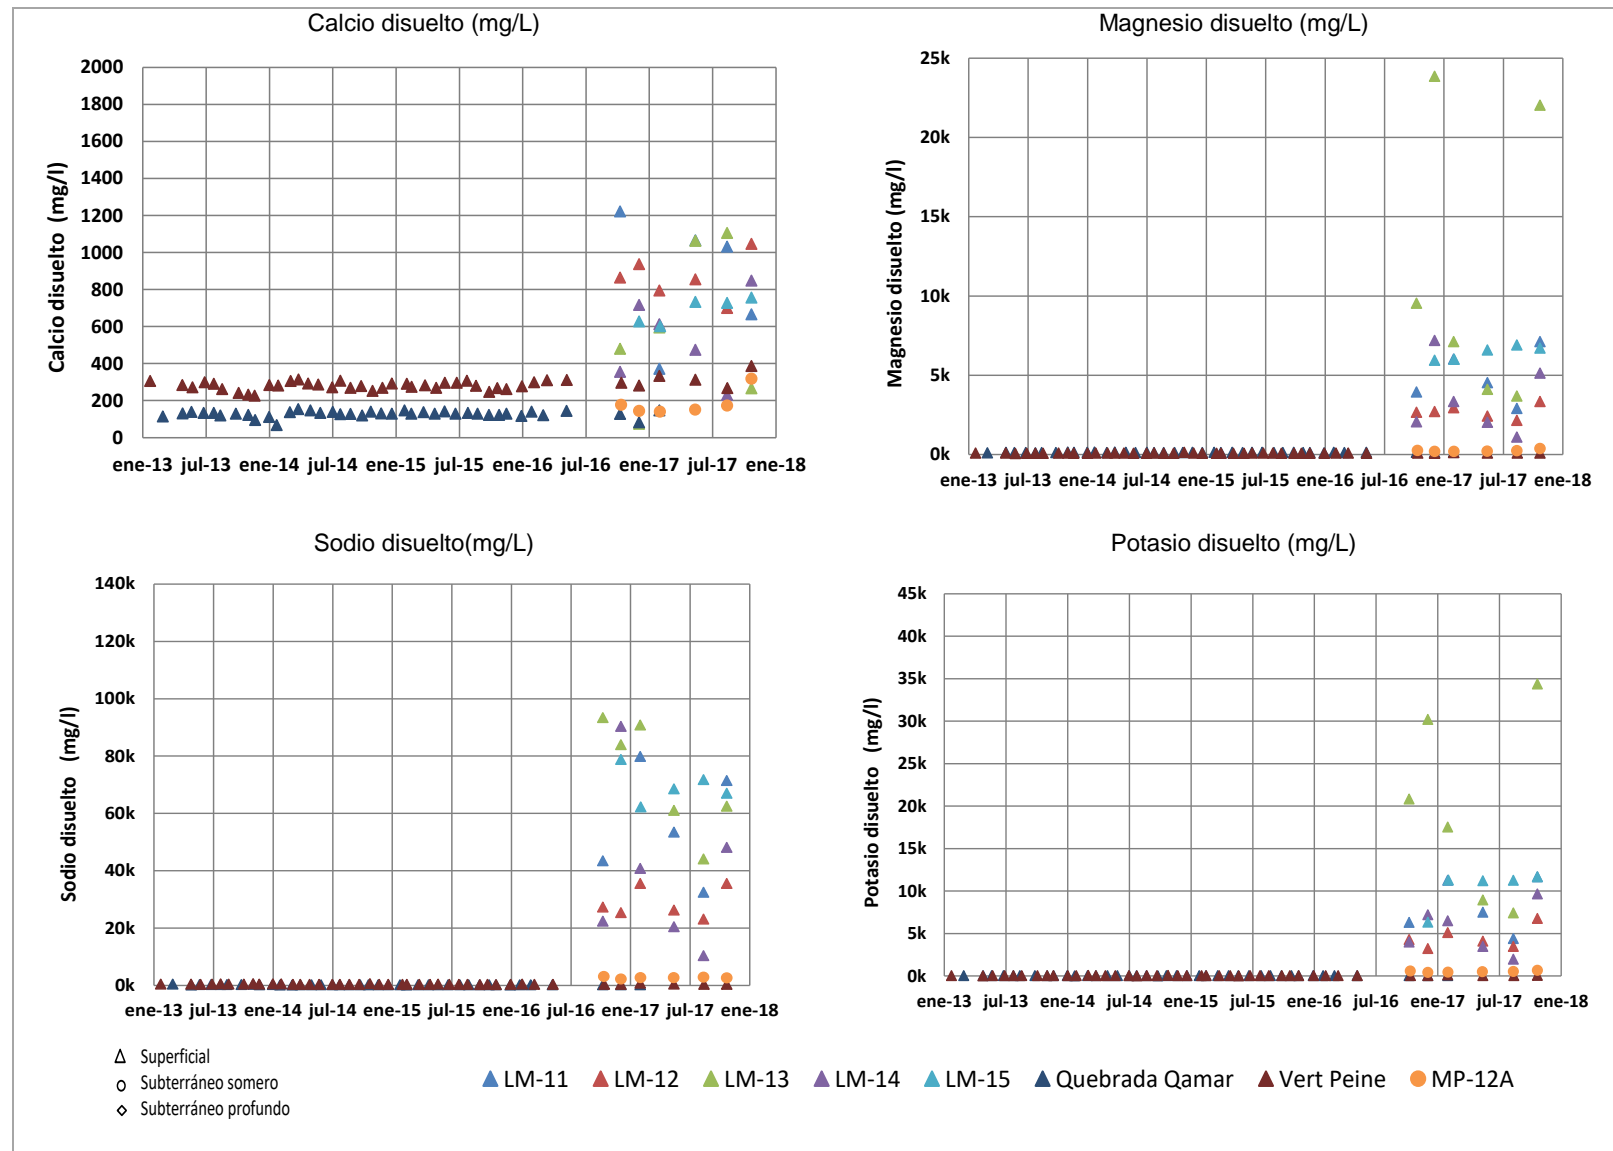 Calcio disuelto (mg/L)
Calcio disuelto (mg/l)
2000
1800
1600
1400
1200
1000
800
600
400
200
0
ene-13 jul-13 ene-14 jul-14 ene-15 jul-15 ene-16 jul-16 ene-17 jul-17 ene-18
Magnesio disuelto (mg/L)
Magnesio disuelto (mg/l)
25k
20k
15k
10k
5k
0k
ene-13 jul-13 ene-14 jul-14 ene-15 jul-15 ene-16 jul-16 ene-17 jul-17 ene-18
Sodio disuelto(mg/L)
Sodio disuelto (mg/l)
140k
120k
100k
80k
60k
40k
20k
0k
ene-13 jul-13 ene-14 jul-14 ene-15 jul-15 ene-16 jul-16 ene-17 jul-17 ene-18
Potasio disuelto (mg/L)
Potasio disuelto (mg/l)
45k
40k
35k
30k
25k
20k
15k
10k
5k
0k
ene-13 jul-13 ene-14 jul-14 ene-15 jul-15 ene-16 jul-16 ene-17 jul-17 ene-18
Superficial
Subterráneo somero
Subterráneo profundo
LM-11 LM-12 LM-13 LM-14 LM-15 Quebrada Qamar Vert Peine MP-12A